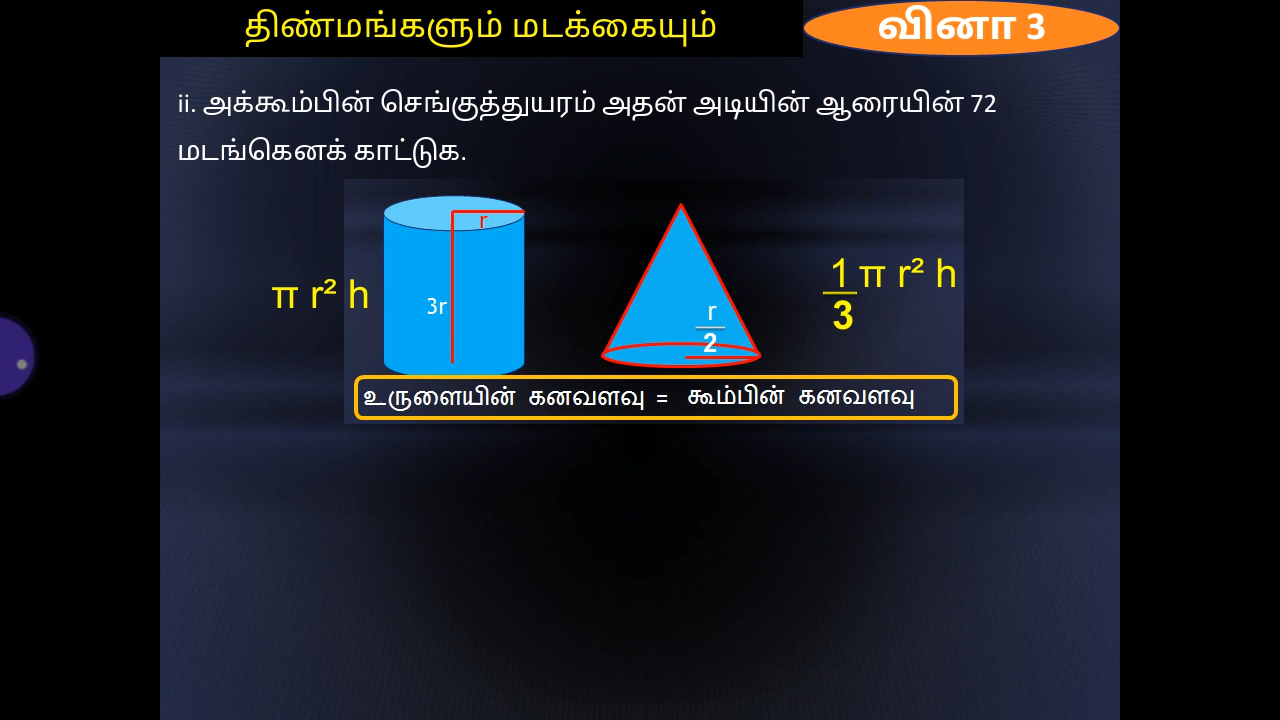 திண்மங்களும் மடக்கையும்
வினா 3
ii. அக்கூம்பின் செங்குத்துயரம் அதன் அடியின் ஆரையின் 72
மடங்கெனக் காட்டுக.
r
π r² h
3r
r
2
1
3
π r² h
உருளையின் கனவளவு = கூம்பின் கனவளவு